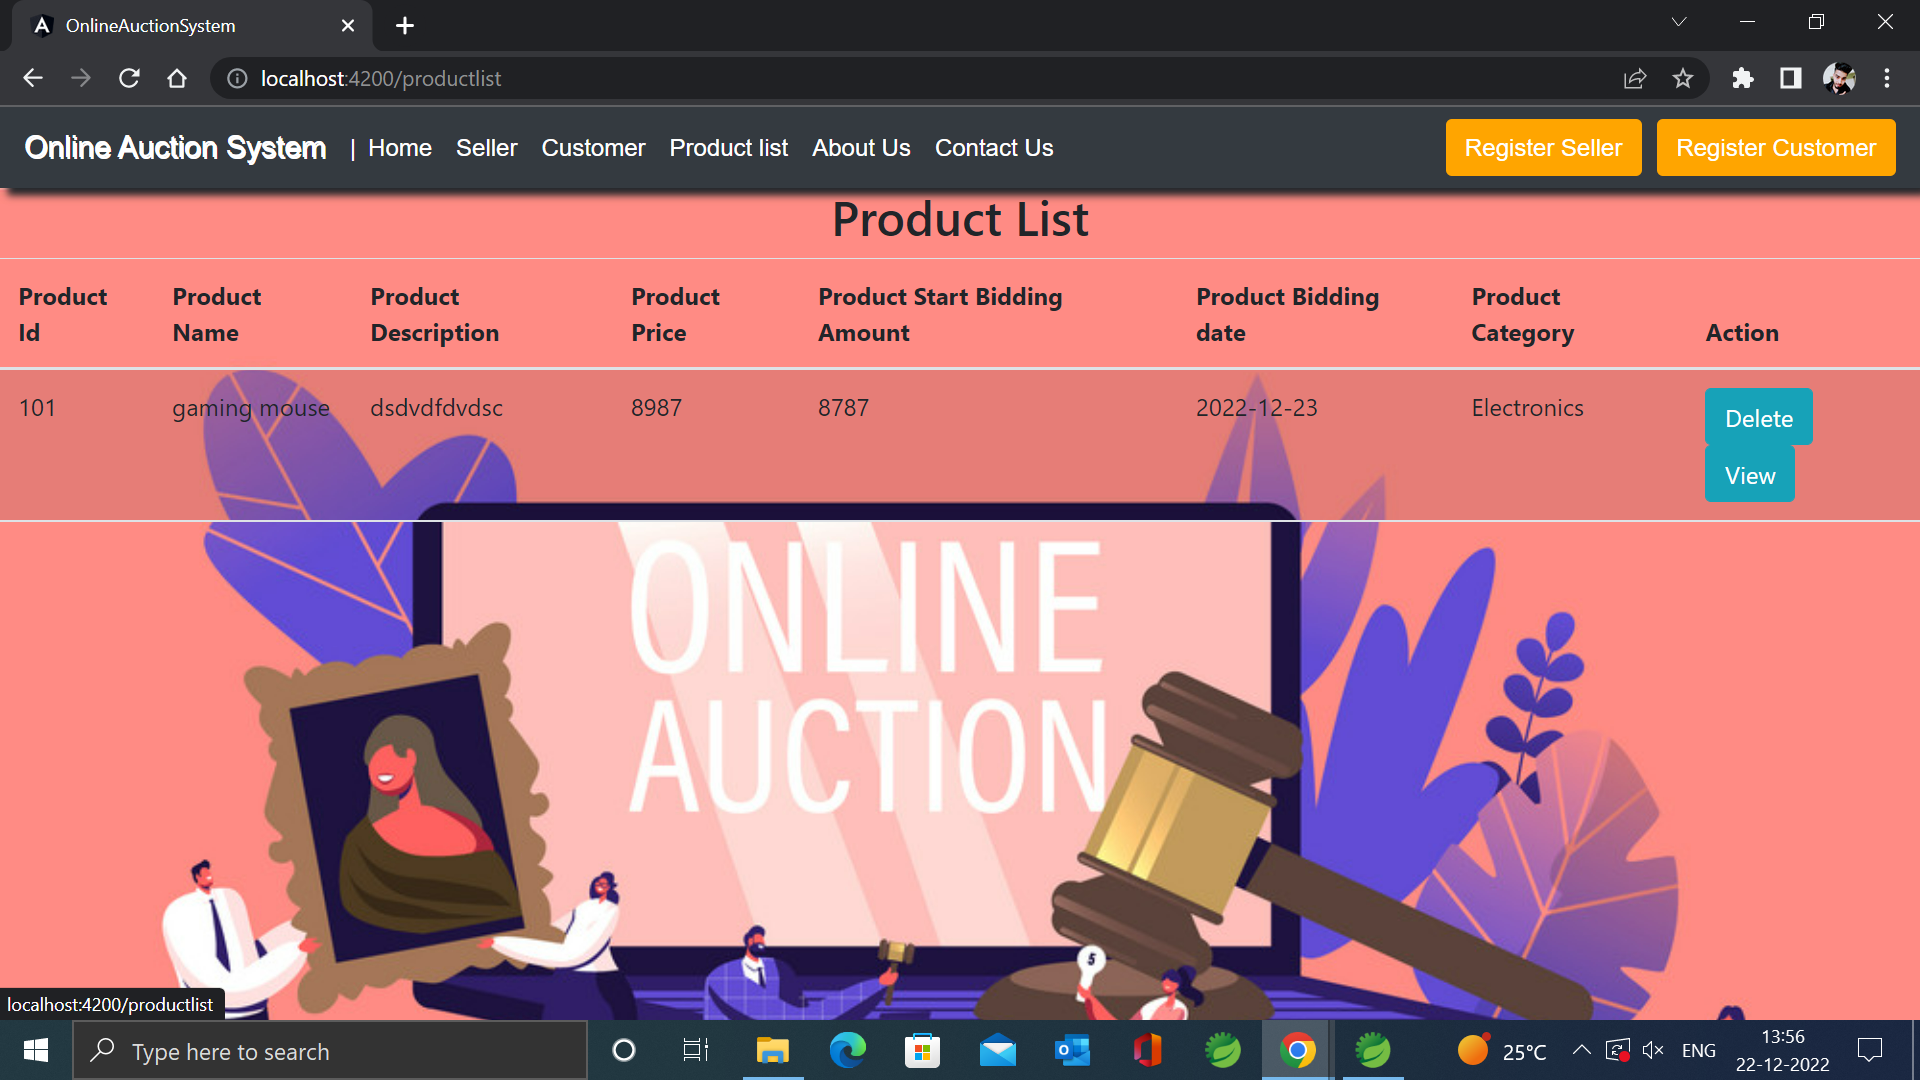 OnlineAuctionSystem
localhost:4200/productlist
Online Auction System | Home Seller Customer Product list About Us Contact Us Register Seller Register Customer
Product List
Product Id Product Name Product Description Product Price Product Start Bidding Amount Product Bidding date Product Category Action
101 gaming mouse dsdvdfdvdsc 8987 8787 2022-12-23 Electronics Delete
View
ONLINE
AUCTION
5
localhost:4200/productlist
Type here to search
25°C ENG 13:56
22-12-2022